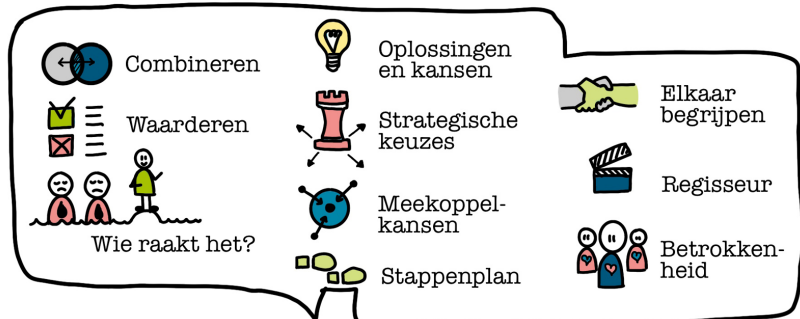 Combineren
Waarderen
Wie raakt het?
Oplossingen
en kansen
Strategische
keuzes
Meekoppel-
kansen
Stappenplan
Elkaar
begrijpen
Regisseur
Betrokken-
heid